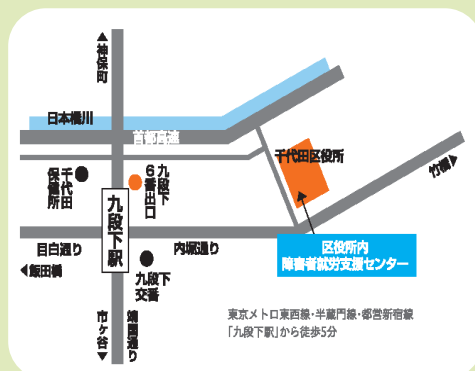 ▲神保町
日本橋川
首都高速
千代田区役所
竹橋▶
千代田
保健所
九段下
6番出口
九段下駅
目白通り
内堀通り
◀飯田橋
九段下
交番
区役所内
障害者就労支援センター
市ヶ谷▶
靖国通り
東京メトロ東西線・半蔵門線・都営新宿線
「九段下駅」から徒歩5分